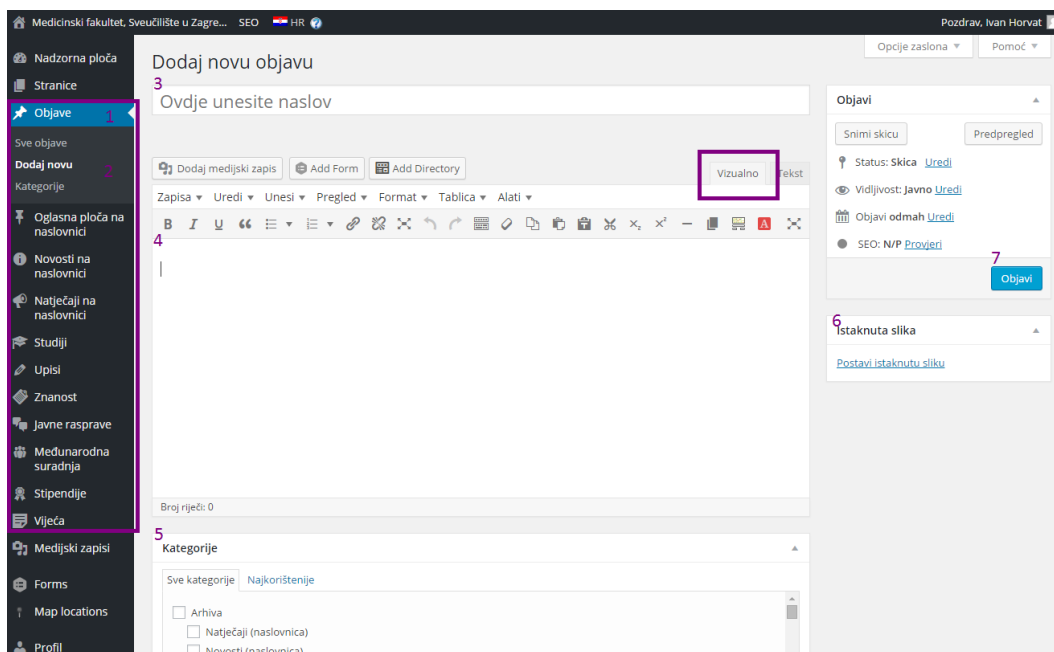 Medicinski fakultet, Sveučilište u Zagre... SEO HR Pozdrav, Ivan Horvat
Opcije zaslona Pomoć
Nadzorna ploča
Stranice
Objave 1
Sve objave
Dodaj novu 2
Kategorije
Oglasna ploča na
naslovnici
Novosti na
naslovnici
Natječaji na
naslovnici
Studiji
Upisi
Znanost
Javne rasprave
Međunarodna
suradnja
Stipendije
Vijeća
Medijski zapisi
Forms
Map locations
Profil
Dodaj novu objavu
3
Ovdje unesite naslov
Dodaj medijski zapis Add Form Add Directory Vizualno Tekst
Zapisa Uredi Unesi Pregled Format Tablica Alati
B I U X₂ X² A
4
Broj riječi: 0
5
Kategorije
Sve kategorije Najkorištenije
Arhiva
Natječaji (naslovnica)
Novosti (naslovnica)
Objavi
Snimi skicu Predpregled
Status: Skica Uredi
Vidljivost: Javno Uredi
Objavi odmah Uredi
SEO: N/P Provjeri
7
Objavi
6
Istaknuta slika
Postavi istaknutu sliku